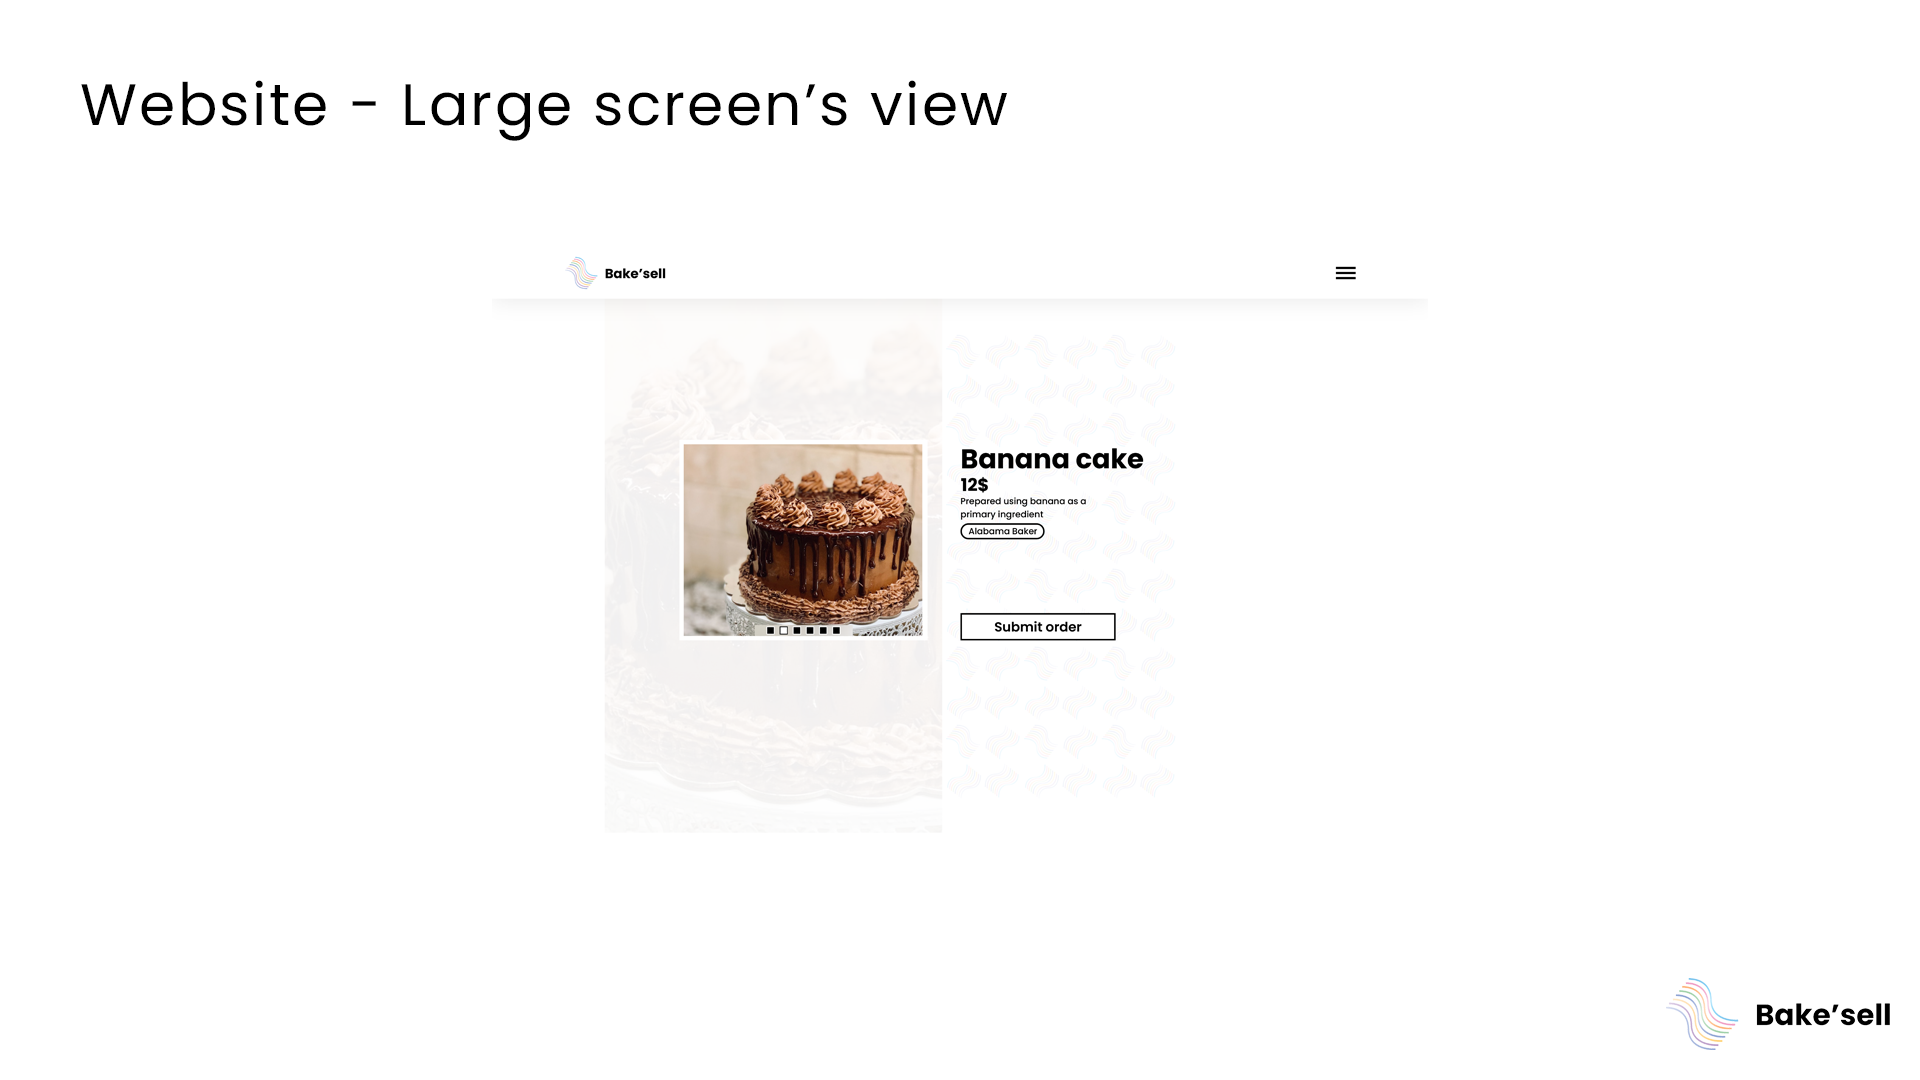 Website - Large screen’s view
Bake’sell
Banana cake
12$
Prepared using banana as a
primary ingredient
Alabama Baker
Submit order
Bake’sell